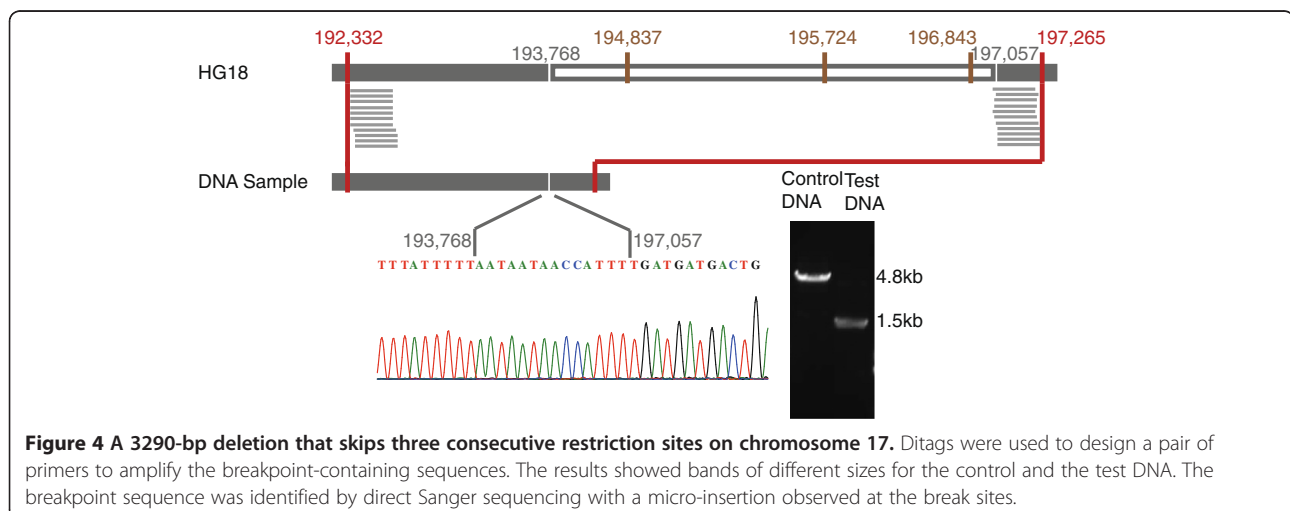 192,332
193,768
194,837
195,724
196,843
197,057
197,265
HG18
DNA Sample
Control Test
DNA DNA
193,768
197,057
TTTATTTTTAATAATAACCATTTTGATGATGACTG
4.8kb
1.5kb
Figure 4 A 3290-bp deletion that skips three consecutive restriction sites on chromosome 17. Ditags were used to design a pair of
primers to amplify the breakpoint-containing sequences. The results showed bands of different sizes for the control and the test DNA. The
breakpoint sequence was identified by direct Sanger sequencing with a micro-insertion observed at the break sites.